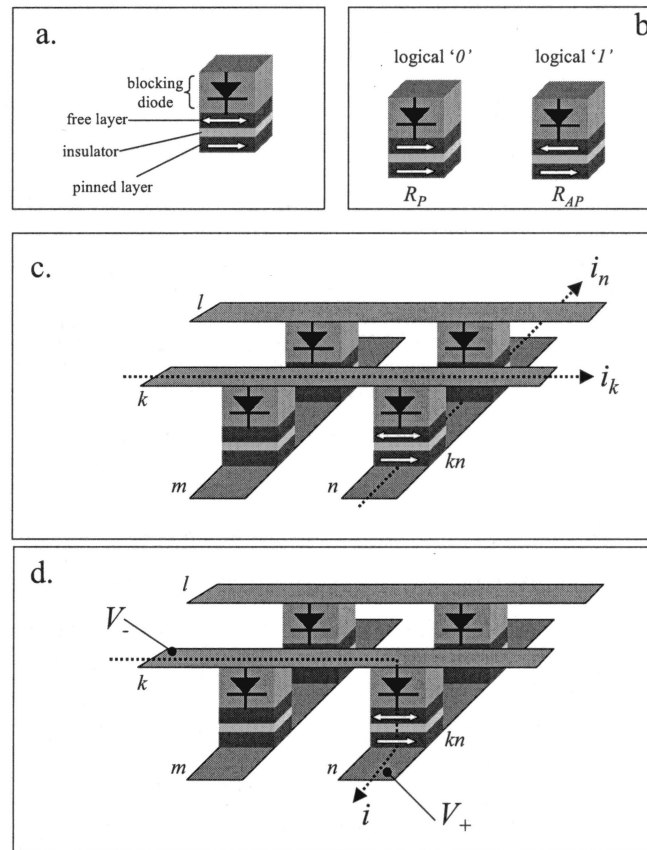 a.
blocking
diode
free layer
insulator
pinned layer
b
logical '0'
logical '1'
R_P
R_AP
c.
l
i_n
k
i_k
m
n
kn
d.
l
V_-
k
m
n
kn
i
V_+